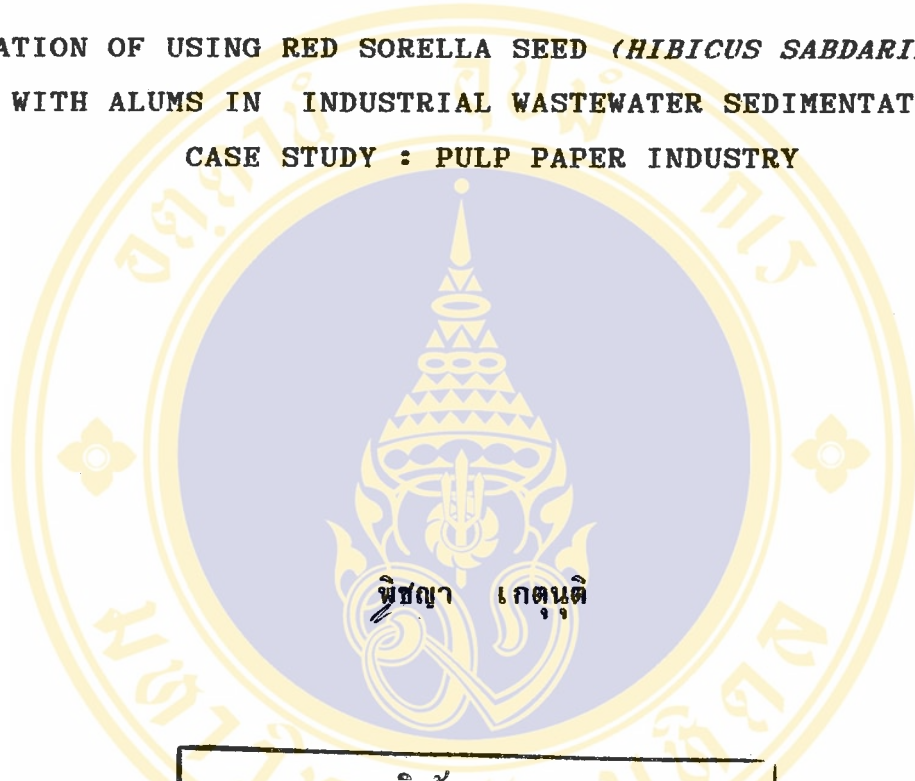 ATION OF USING RED SORELLA SEED (HIBICUS SABDARI
WITH ALUMS IN INDUSTRIAL WASTEWATER SEDIMENTAT
CASE STUDY : PULP PAPER INDUSTRY
พิชญา เกตุนุติ